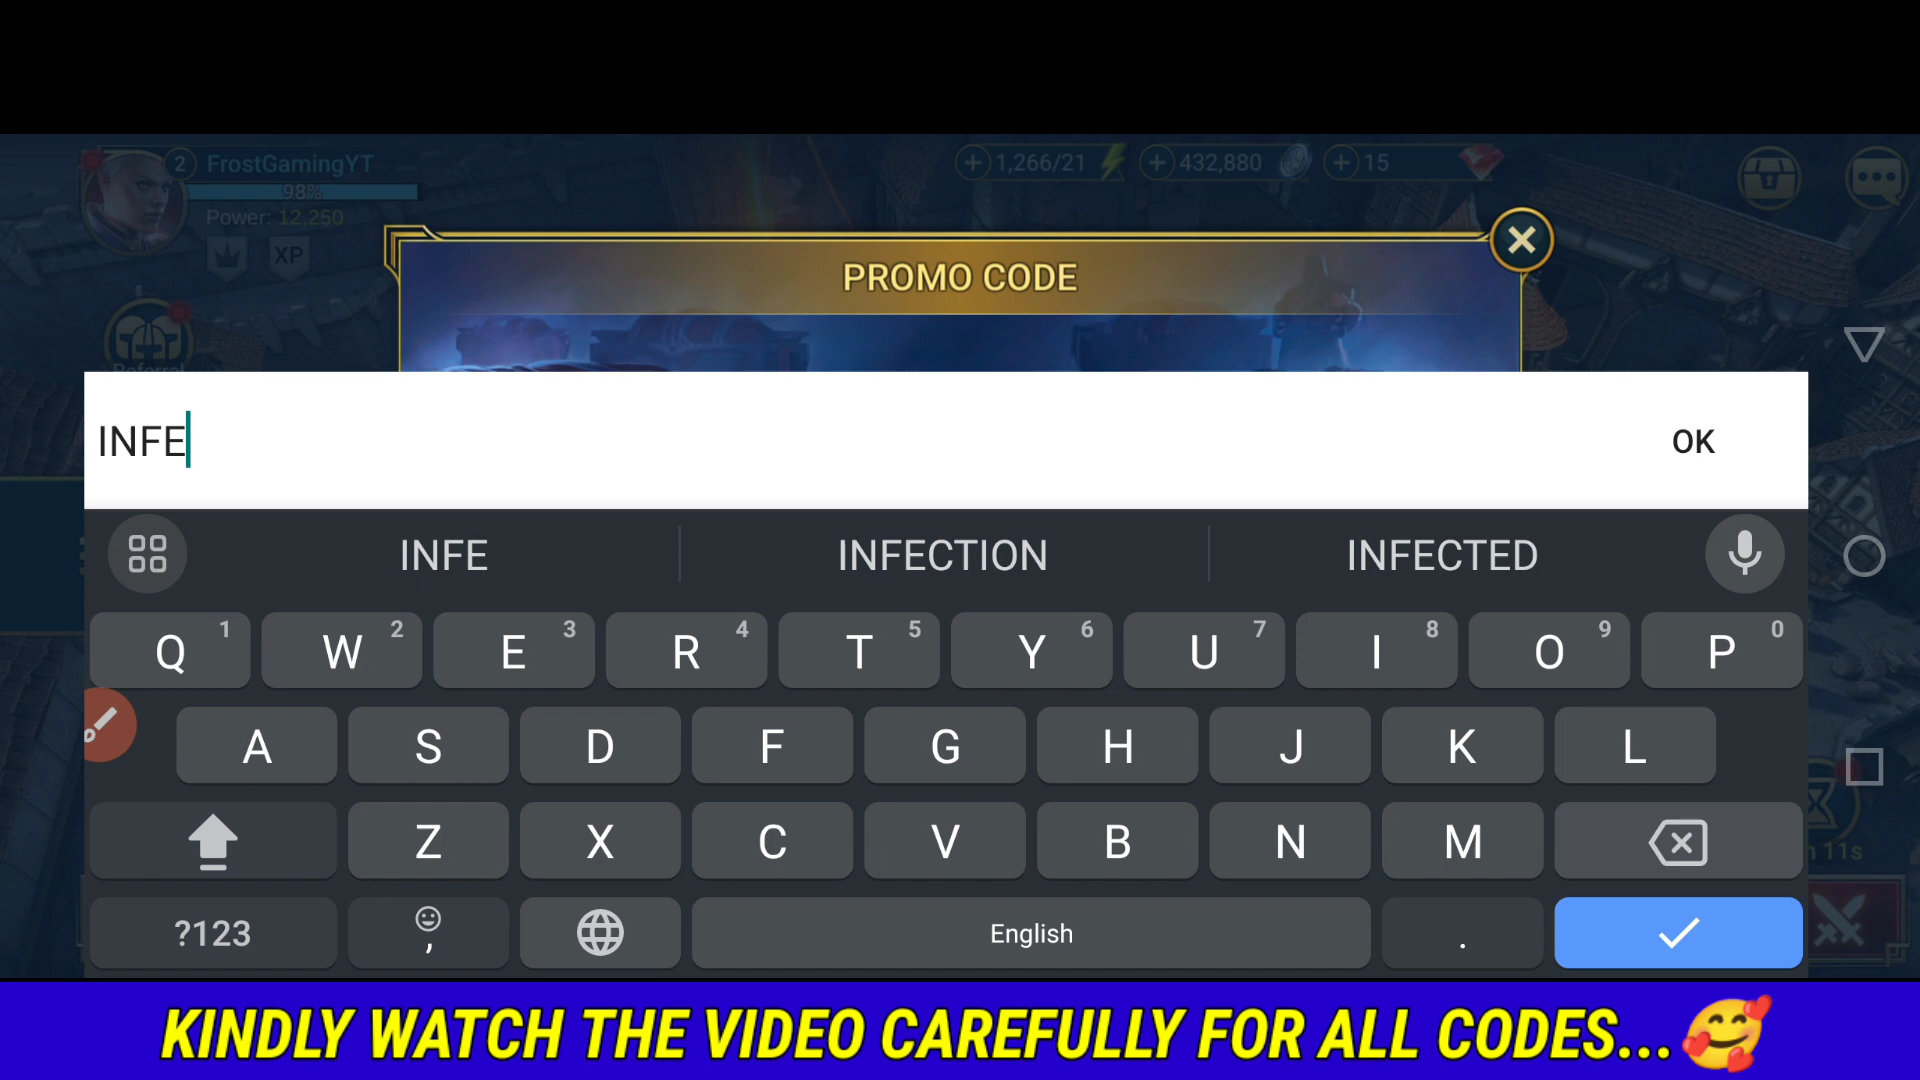 2 FrostGamingYT
98%
Power: 12,250
XP
1,266/21
432,880
15
PROMO CODE
Referral
INFE
OK
INFE INFECTION INFECTED
Q 1 W 2 E 3 R 4 T 5 Y 6 U 7 I 8 O 9 P 0
A S D F G H J K L
Z X C V B N M
11s
?123 , English .
KINDLY WATCH THE VIDEO CAREFULLY FOR ALL CODES...🥰